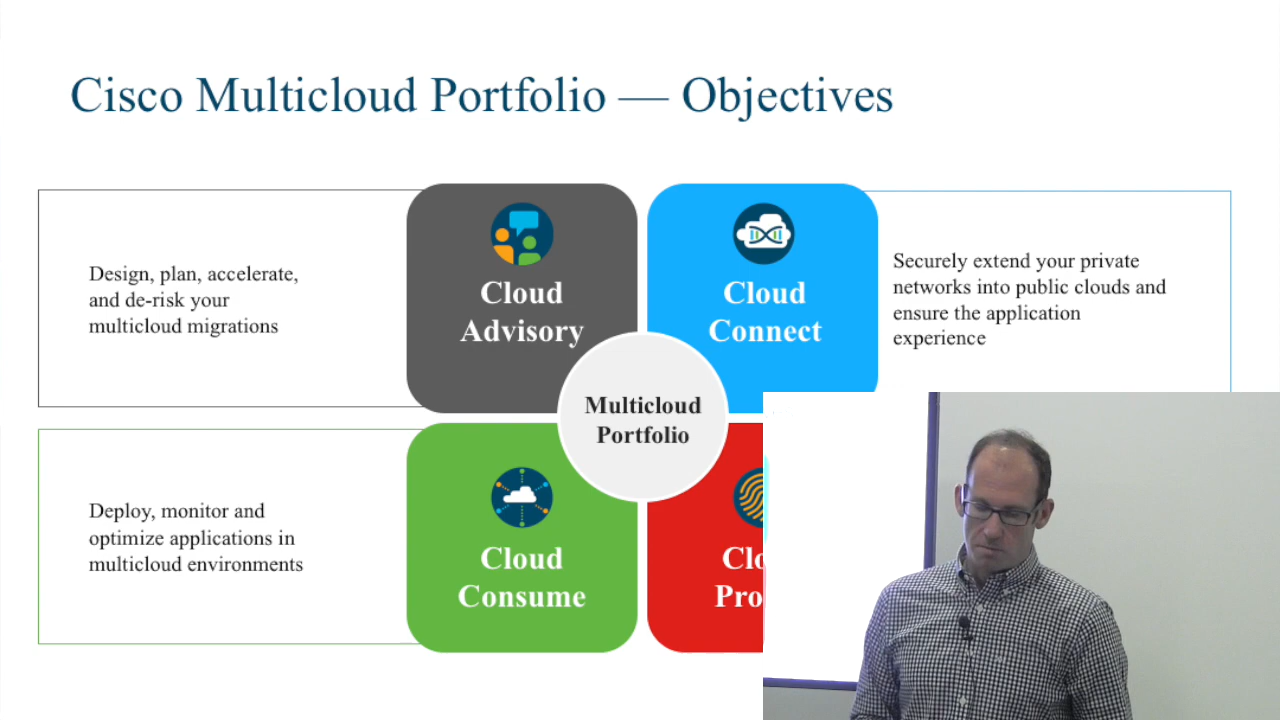 Cisco Multicloud Portfolio — Objectives
Design, plan, accelerate,
and de-risk your
multicloud migrations
Cloud
Advisory
Cloud
Connect
Securely extend your private
networks into public clouds and
ensure the application
experience
Multicloud
Portfolio
Deploy, monitor and
optimize applications in
multicloud environments
Cloud
Consume